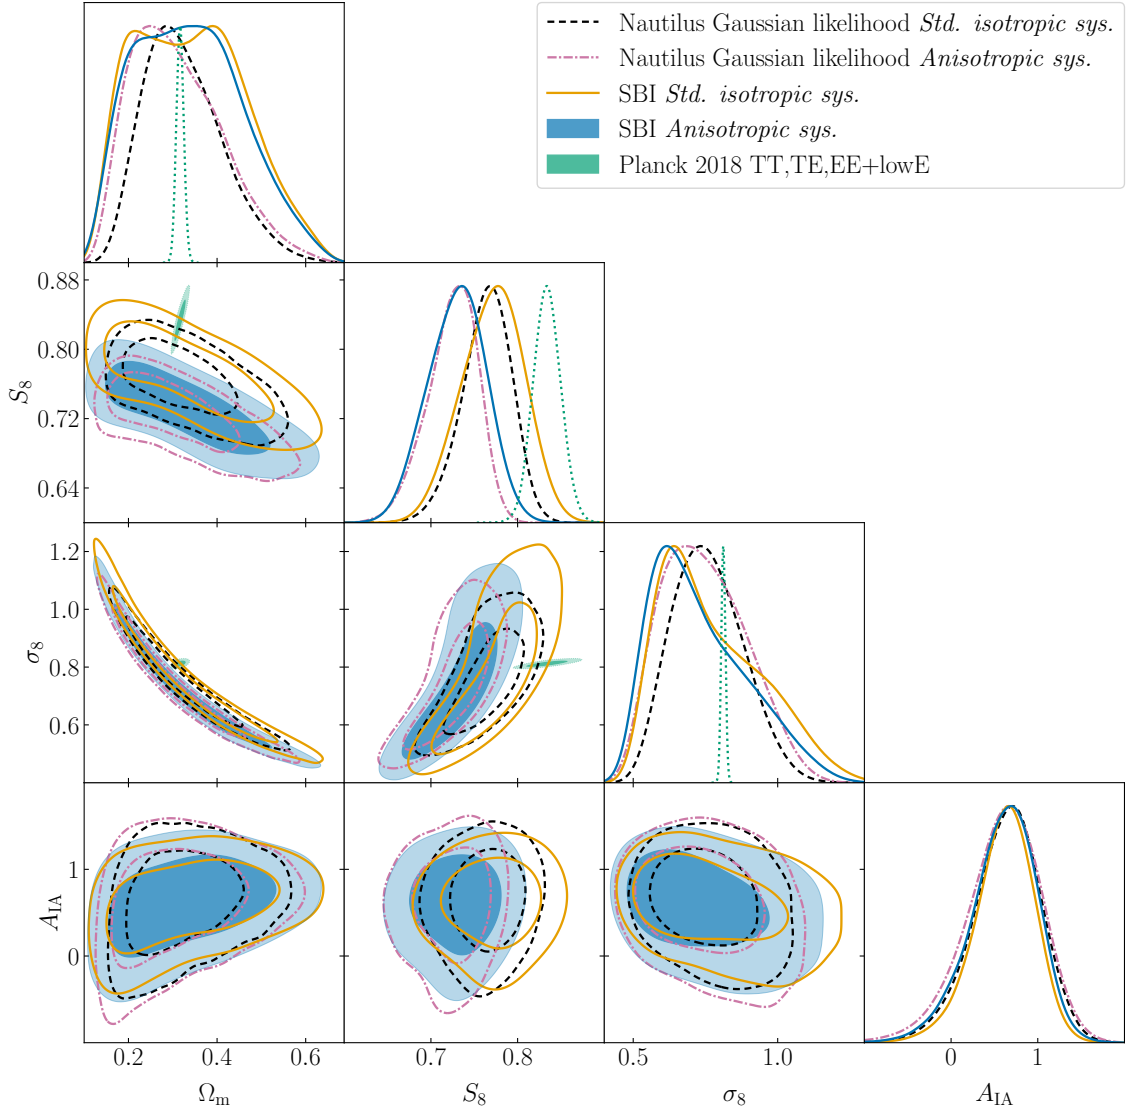 Nautilus Gaussian likelihood Std. isotropic sys.
Nautilus Gaussian likelihood Anisotropic sys.
SBI Std. isotropic sys.
SBI Anisotropic sys.
Planck 2018 TT,TE,EE+lowE
0.88
0.80
0.72
0.64
S₈
1.2
1.0
0.8
0.6
σ₈
1
0
A_IA
0.2 0.4 0.6
0.7 0.8
0.5 1.0
0 1
Ω_m
S₈
σ₈
A_IA